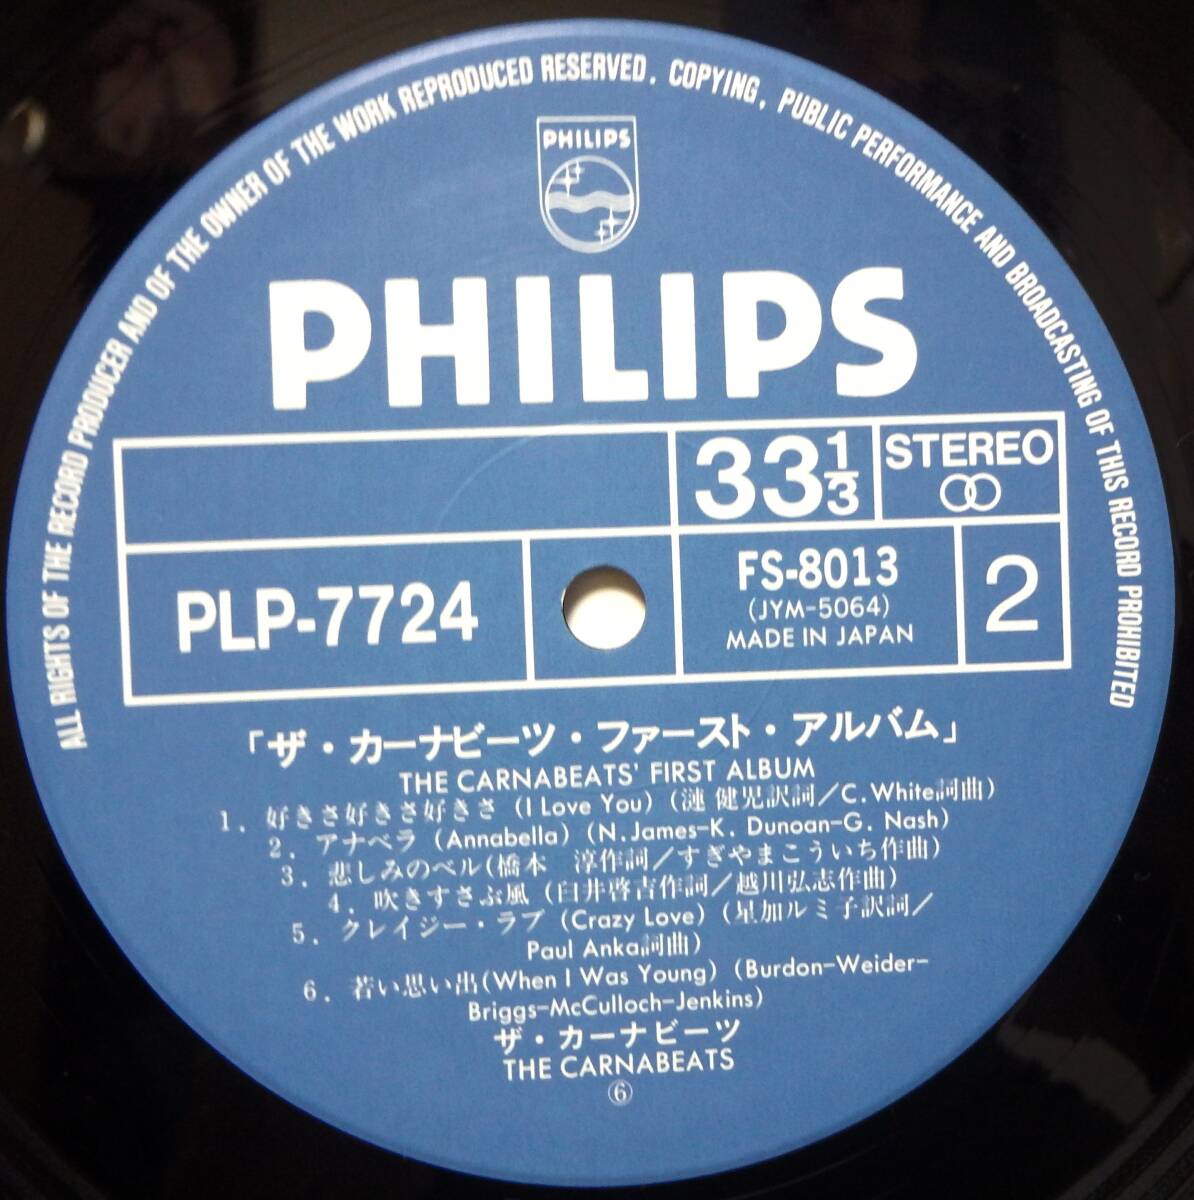 ALL RIGHTS OF THE RECORD PRODUCER AND OF THE OWNER OF THE WORK REPRODUCED RESERVED. COPYING, PUBLIC PERFORMANCE AND BROADCASTING OF THIS RECORD PROHIBITED
PHILIPS
PHILIPS
33 1/3
STEREO
PLP-7724
FS-8013
(JYM-5064)
MADE IN JAPAN
2
「ザ・カーナビーツ・ファースト・アルバム」
THE CARNABEATS' FIRST ALBUM
1. 好きさ好きさ好きさ (I Love You) (漣 健児訳詞/C. White詞曲)
2. アナベラ (Annabella) (N. James-K. Dunoan-G. Nash)
3. 悲しみのベル(橋本 淳作詞/すぎやまこういち作曲)
4. 吹きすさぶ風 (臼井啓吉作詞/越川弘志作曲)
5. クレイジー・ラブ (Crazy Love) (星加ルミ子訳詞/
Paul Anka詞曲)
6. 若い思い出(When I Was Young) (Burdon-Weider-
Briggs-McCulloch-Jenkins)
ザ・カーナビーツ
THE CARNABEATS
⑥